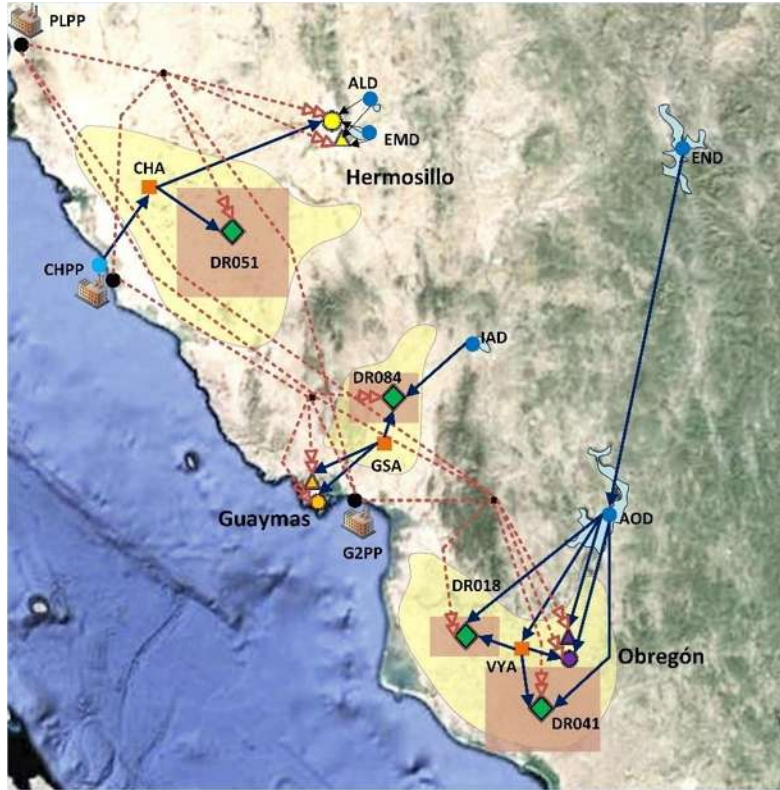 PLPP
ALD
EMD
END
CHA
Hermosillo
DR051
CHPP
IAD
DR084
GSA
Guaymas
G2PP
AOD
DR018
VYA
Obregón
DR041